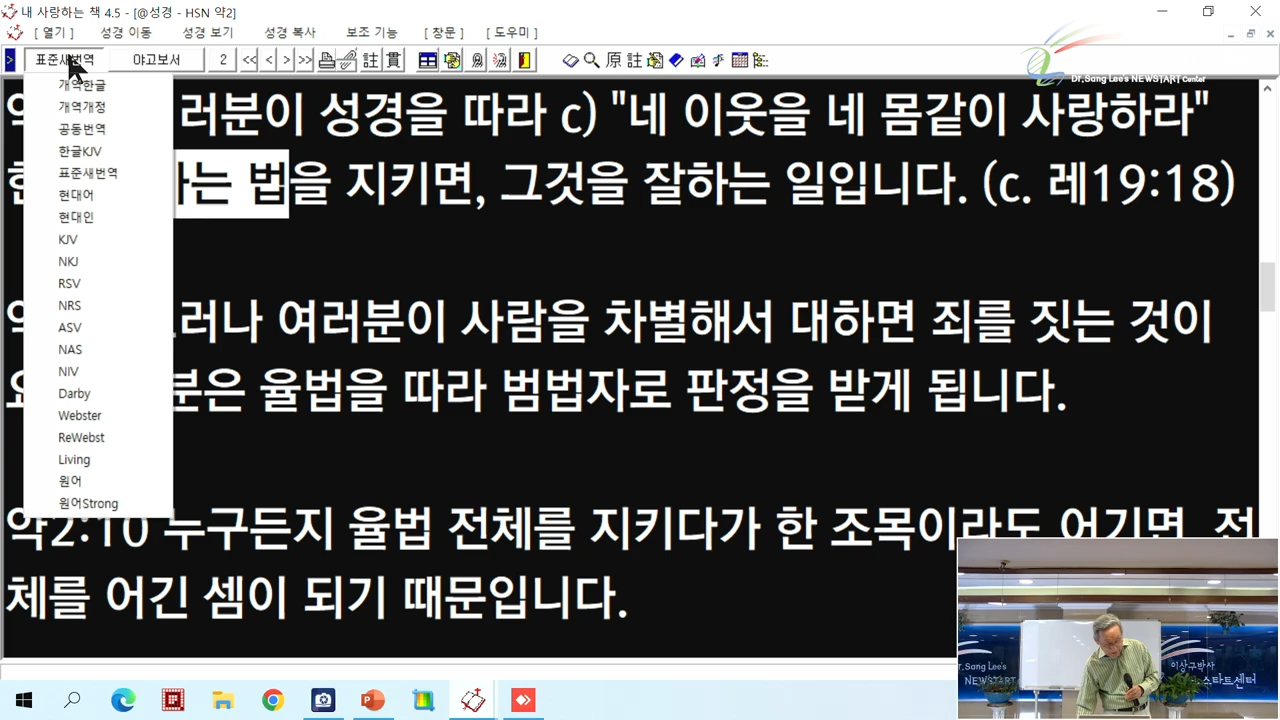 내 사랑하는 책 4.5 - [@성경 - HSN 약2]
[ 열기 ] 성경 이동 성경 보기 성경 복사 보조 기능 [ 창문 ] [ 도우미 ]
> 표준새번역 야고보서 2 << < > >> 註 貫 原 註
Dr.Sang Lee's NEWSTART Center
개역한글
개역개정
공동번역
한글KJV
표준새번역
현대어
현대인
KJV
NKJ
RSV
NRS
ASV
NAS
NIV
Darby
Webster
ReWebst
Living
원어
원어Strong
러분이 성경을 따라 c) "네 이웃을 네 몸같이 사랑하라"
하는 법을 지키면, 그것을 잘하는 일입니다. (c. 레19:18)
러나 여러분이 사람을 차별해서 대하면 죄를 짓는 것이
분은 율법을 따라 범법자로 판정을 받게 됩니다.
약2:10 누구든지 율법 전체를 지키다가 한 조목이라도 어기면, 전
체를 어긴 셈이 되기 때문입니다.
r.Sang Lee's
NEWSTART
이상구박사
스타트센터